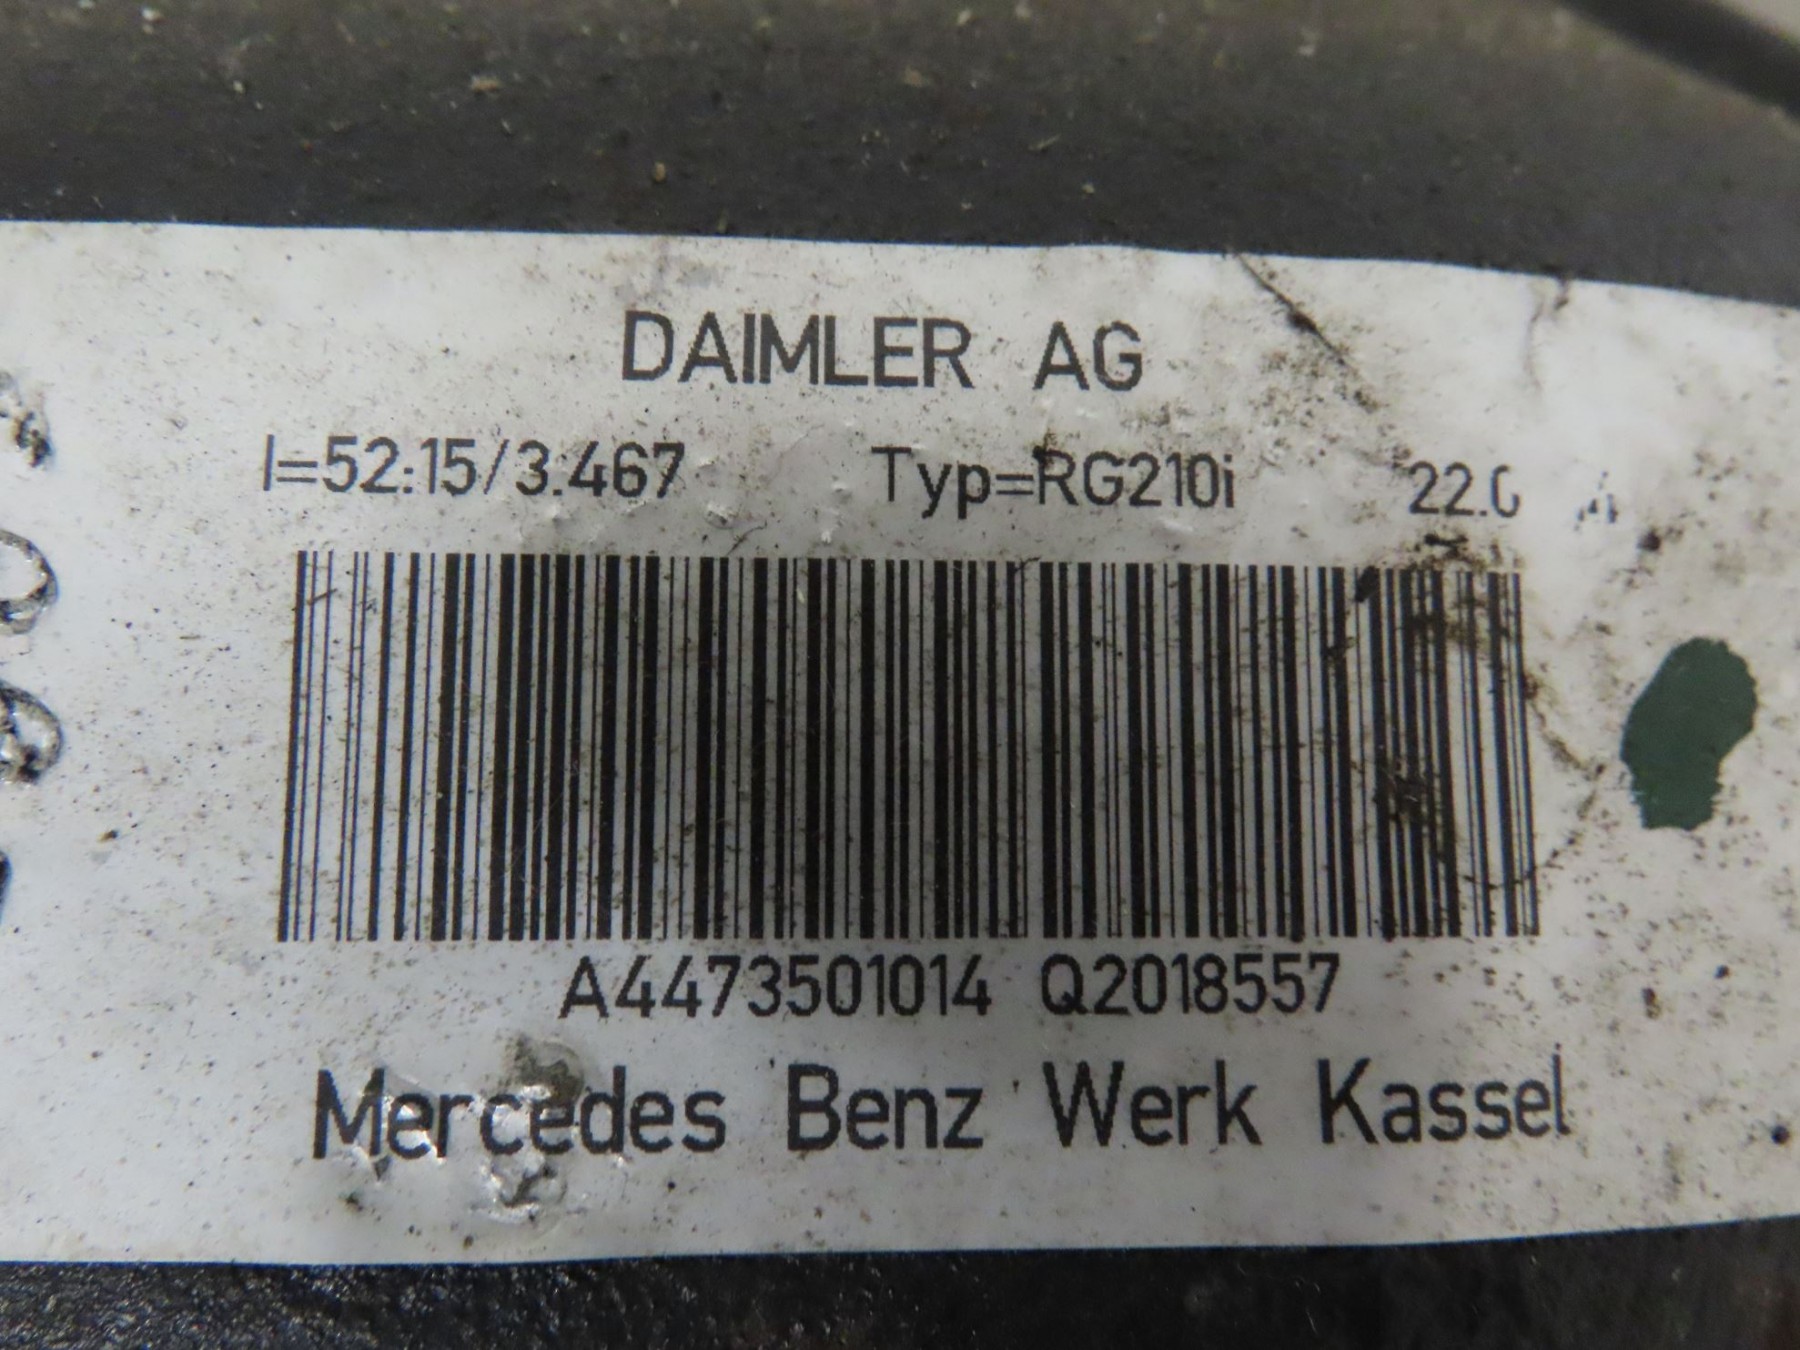 DAIMLER AG
I=52:15/3.467 Typ=RG210i
A4473501014 Q2018557
Mercedes Benz Werk Kassel